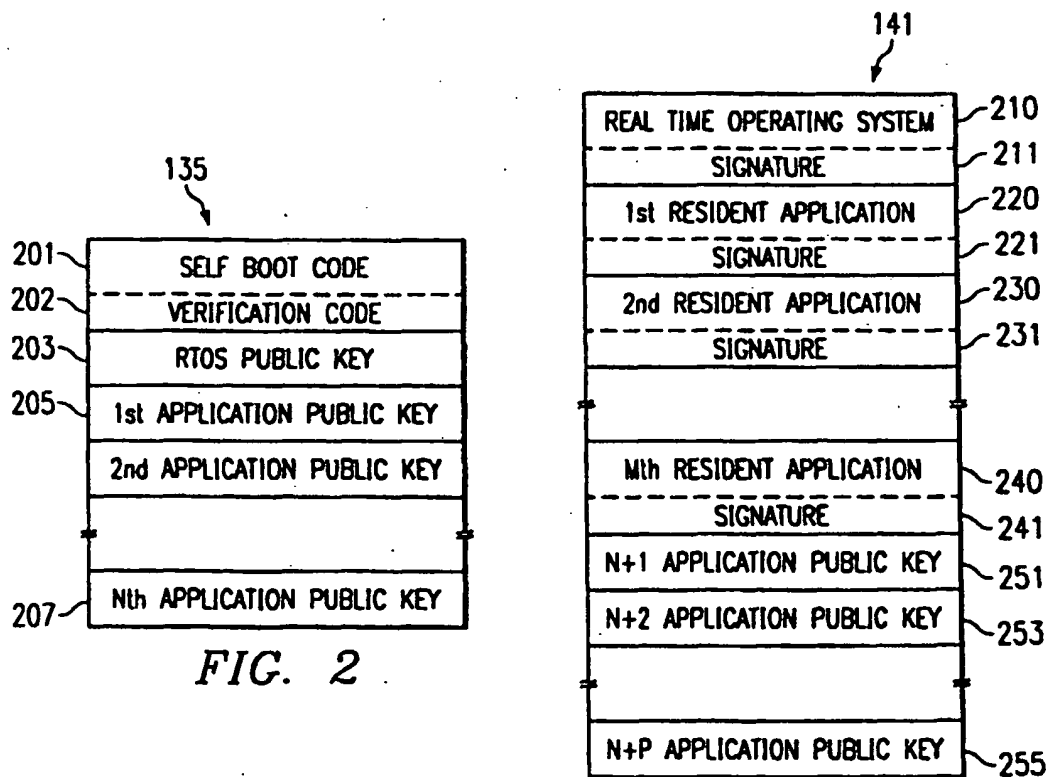 135
201
SELF BOOT CODE
202
VERIFICATION CODE
203
RTOS PUBLIC KEY
205
1st APPLICATION PUBLIC KEY
2nd APPLICATION PUBLIC KEY
207
Nth APPLICATION PUBLIC KEY
FIG. 2
141
REAL TIME OPERATING SYSTEM
210
SIGNATURE
211
1st RESIDENT APPLICATION
220
SIGNATURE
221
2nd RESIDENT APPLICATION
230
SIGNATURE
231
Mth RESIDENT APPLICATION
240
SIGNATURE
241
N+1 APPLICATION PUBLIC KEY
251
N+2 APPLICATION PUBLIC KEY
253
N+P APPLICATION PUBLIC KEY
255